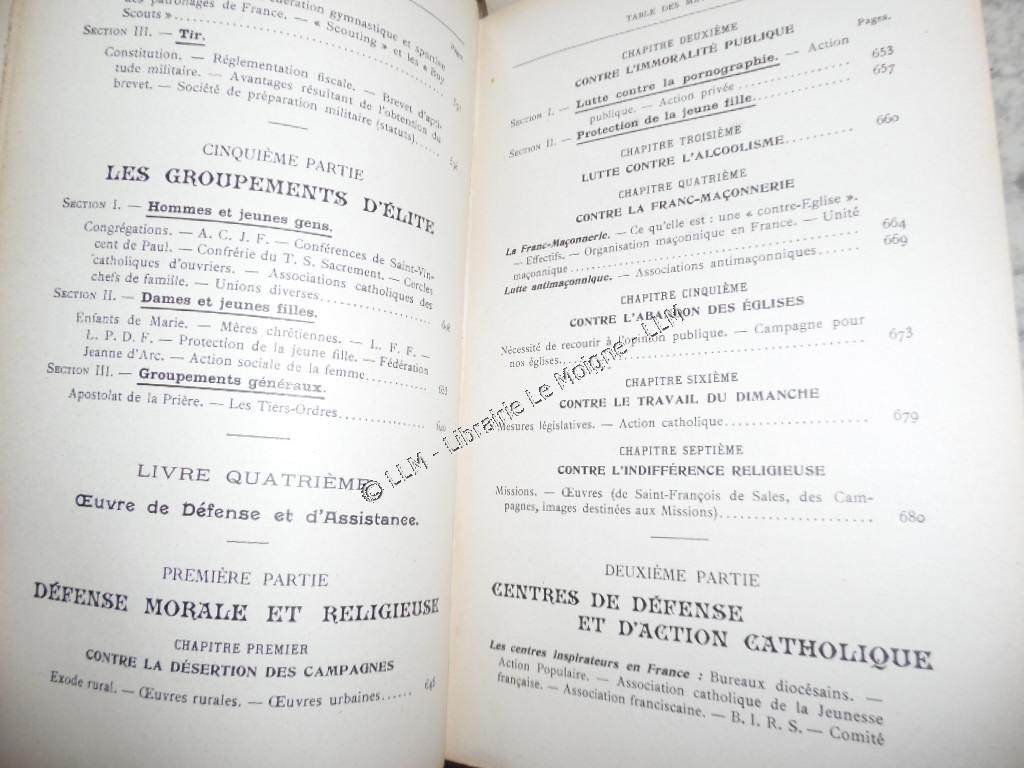 des patronages de France. — « Scouting » et les « Boy
Scouts »
Pages.
SECTION III. — Tir.
Constitution. — Réglementation fiscale. — Brevet d'apti-
tude militaire. — Avantages résultant de l'obtention du
brevet. — Société de préparation militaire (statuts)
CINQUIÈME PARTIE
LES GROUPEMENTS D'ÉLITE
SECTION I. — Hommes et jeunes gens.
Congrégations. — A. C. J. F. — Conférences de Saint-Vin-
cent de Paul. — Confrérie du T. S. Sacrement. — Cercles
catholiques d'ouvriers. — Associations catholiques des
chefs de famille. — Unions diverses
SECTION II. — Dames et jeunes filles.
Enfants de Marie. — Mères chrétiennes. — L. F. F. —
L. P. D. F. — Protection de la jeune fille. — Fédération
Jeanne d'Arc. — Action sociale de la femme
SECTION III. — Groupements généraux.
Apostolat de la Prière. — Les Tiers-Ordres
LIVRE QUATRIÈME
Œuvre de Défense et d'Assistance.
PREMIÈRE PARTIE
DÉFENSE MORALE ET RELIGIEUSE
CHAPITRE PREMIER
CONTRE LA DÉSERTION DES CAMPAGNES
Exode rural. — Œuvres rurales. — Œuvres urbaines......
TABLE DES
Pages.
CHAPITRE DEUXIÈME
CONTRE L'IMMORALITÉ PUBLIQUE
SECTION I. — Lutte contre la pornographie. — Action
publique. — Action privée.......... 653
SECTION II. — Protection de la jeune fille.......... 657
CHAPITRE TROISIÈME
LUTTE CONTRE L'ALCOOLISME.......... 660
CHAPITRE QUATRIÈME
CONTRE LA FRANC-MAÇONNERIE
La Franc-Maçonnerie. — Ce qu'elle est : une « contre-Eglise ».
— Effectifs. — Organisation maçonnique en France. — Unité
maçonnique.......... 664
Lutte antimaçonnique. — Associations antimaçonniques...... 669
CHAPITRE CINQUIÈME
CONTRE L'ABANDON DES ÉGLISES
Nécessité de recourir à l'opinion publique. — Campagne pour
nos églises.......... 673
CHAPITRE SIXIÈME
CONTRE LE TRAVAIL DU DIMANCHE
Mesures législatives. — Action catholique.......... 679
CHAPITRE SEPTIÈME
CONTRE L'INDIFFÉRENCE RELIGIEUSE
Missions. — Œuvres (de Saint-François de Sales, des Cam-
pagnes, images destinées aux Missions).......... 680
DEUXIÈME PARTIE
CENTRES DE DÉFENSE
ET D'ACTION CATHOLIQUE
Les centres inspirateurs en France : Bureaux diocésains. —
Action Populaire. — Association catholique de la Jeunesse
française. — Association franciscaine. — B. I. R. S. — Comité
© LLM - Librairie Le Moigne - LLM